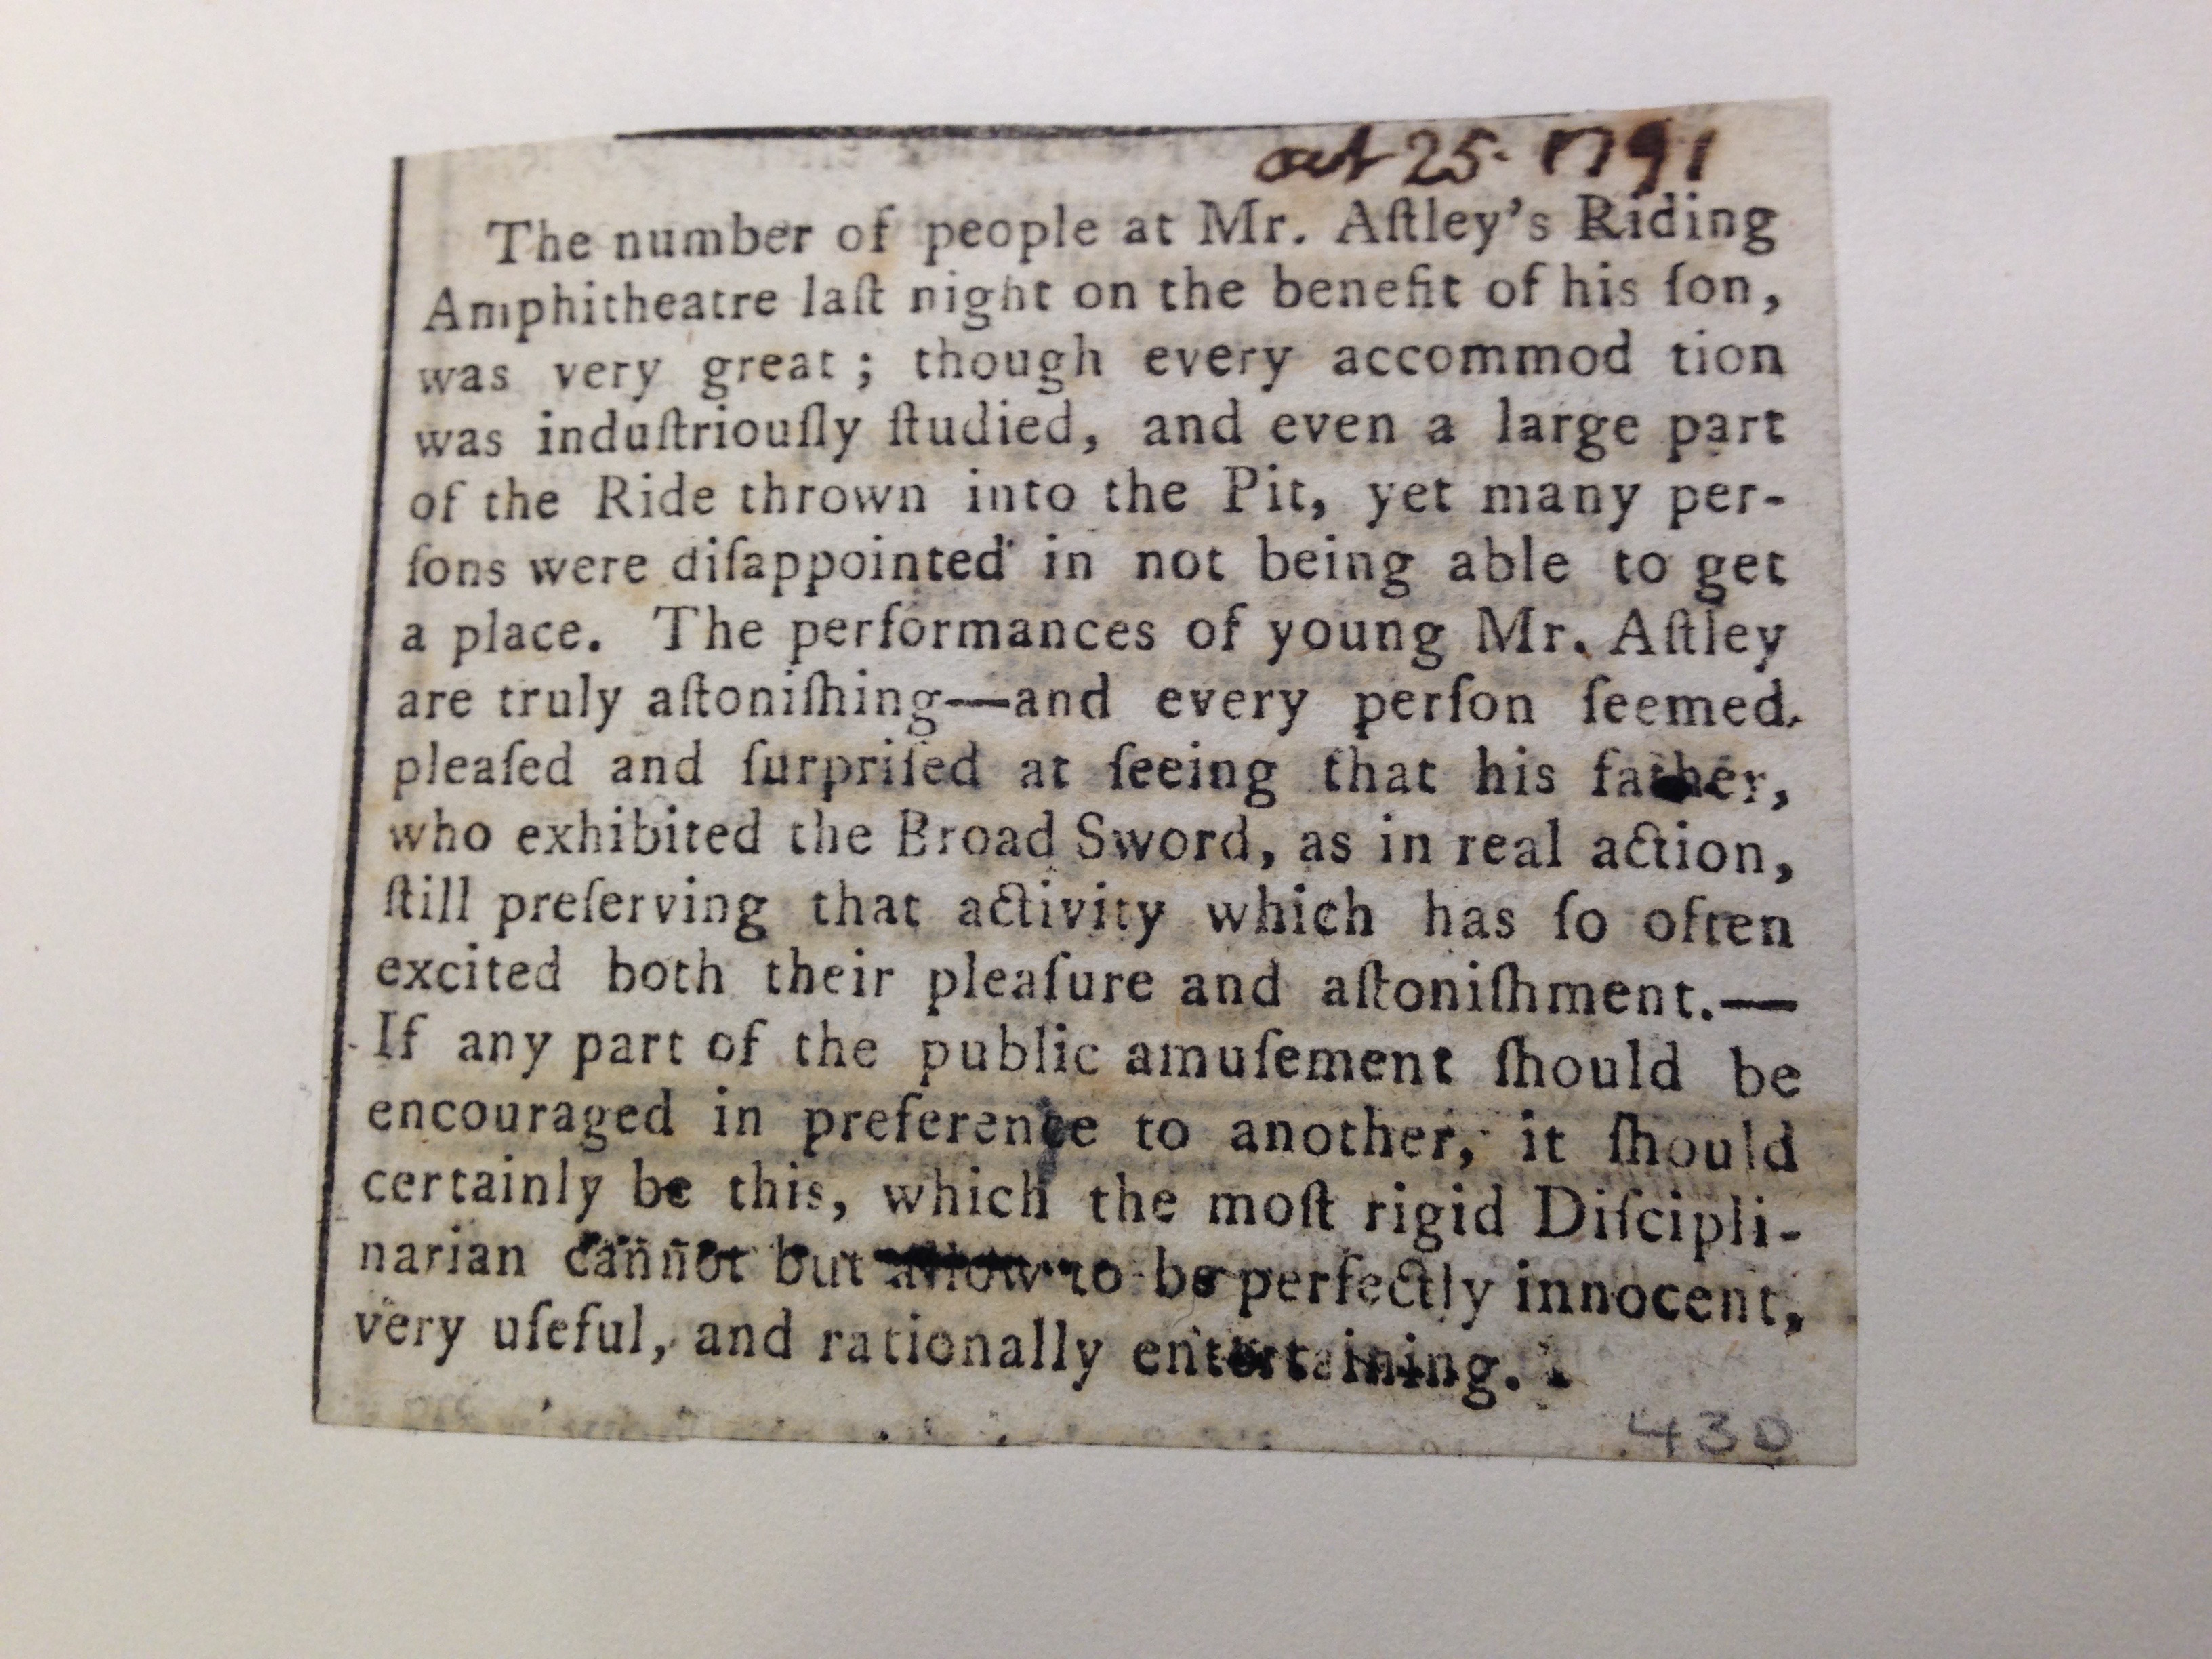 oct 25. 1791
The number of people at Mr. Aſtley's Riding
Amphitheatre laſt night on the benefit of his ſon,
was very great; though every accommod tion
was induſtriouſly ſtudied, and even a large part
of the Ride thrown into the Pit, yet many per-
ſons were diſappointed in not being able to get
a place. The performances of young Mr. Aſtley
are truly aſtoniſhing—and every perſon ſeemed
pleaſed and ſurpriſed at ſeeing that his father,
who exhibited the Broad Sword, as in real action,
ſtill preſerving that activity which has ſo often
excited both their pleaſure and aſtoniſhment.—
If any part of the public amuſement ſhould be
encouraged in preference to another, it ſhould
certainly be this, which the moſt rigid Diſcipli-
narian cannot but allow to be perfectly innocent,
very uſeful, and rationally entertaining.
430